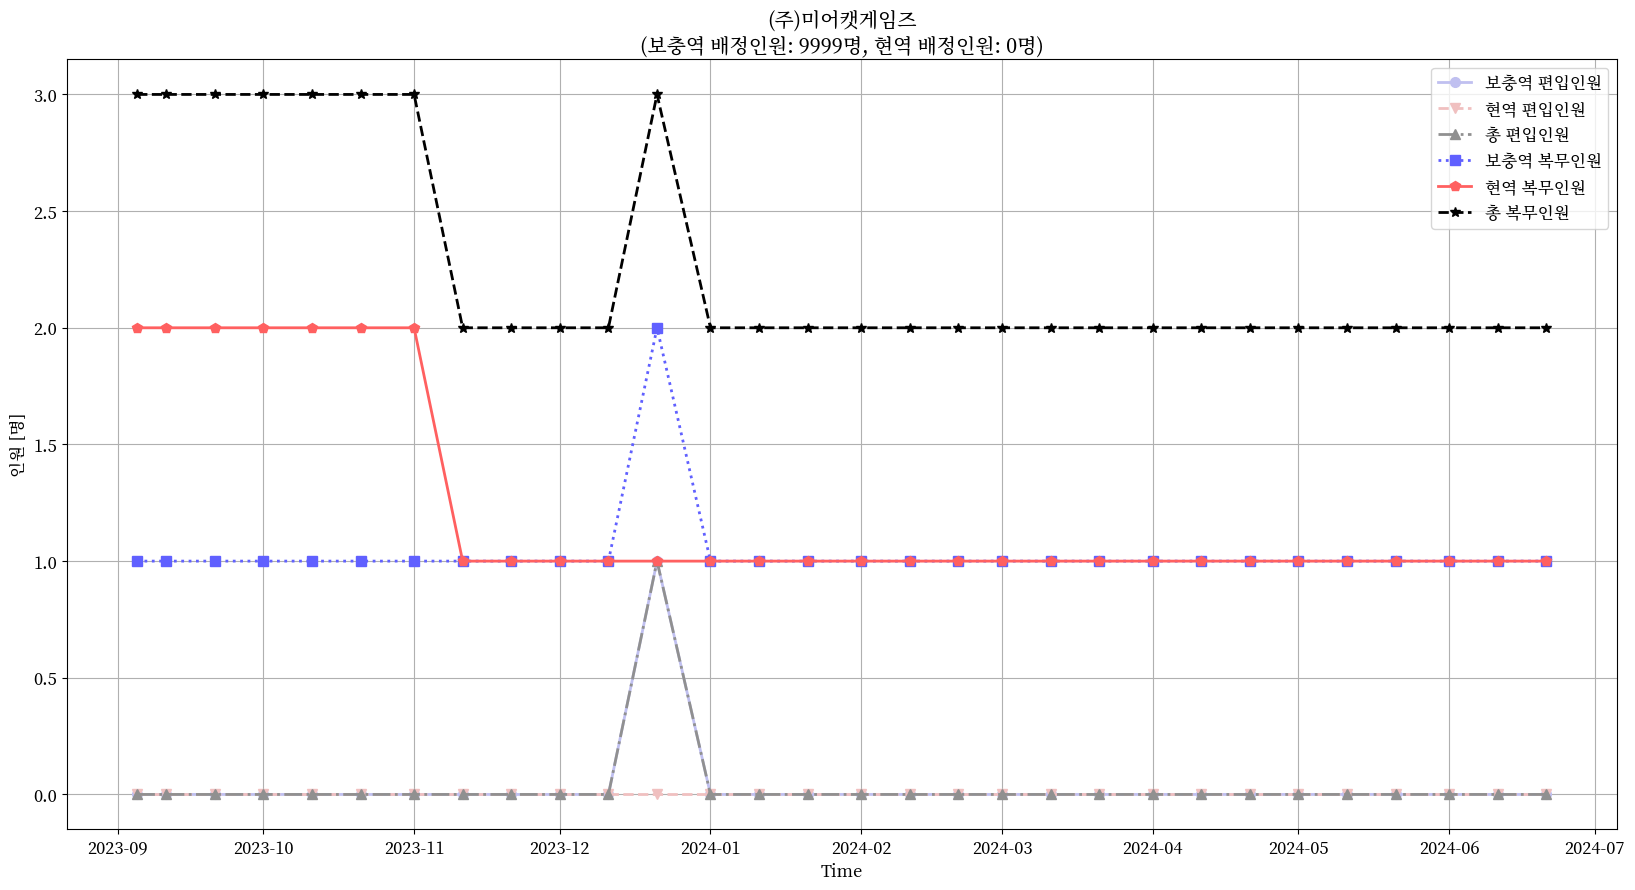 (주)미어캣게임즈
(보충역 배정인원: 9999명, 현역 배정인원: 0명)
보충역 편입인원
현역 편입인원
총 편입인원
보충역 복무인원
현역 복무인원
총 복무인원
인원 [명]
3.0
2.5
2.0
1.5
1.0
0.5
0.0
2023-09
2023-10
2023-11
2023-12
2024-01
2024-02
2024-03
2024-04
2024-05
2024-06
2024-07
Time